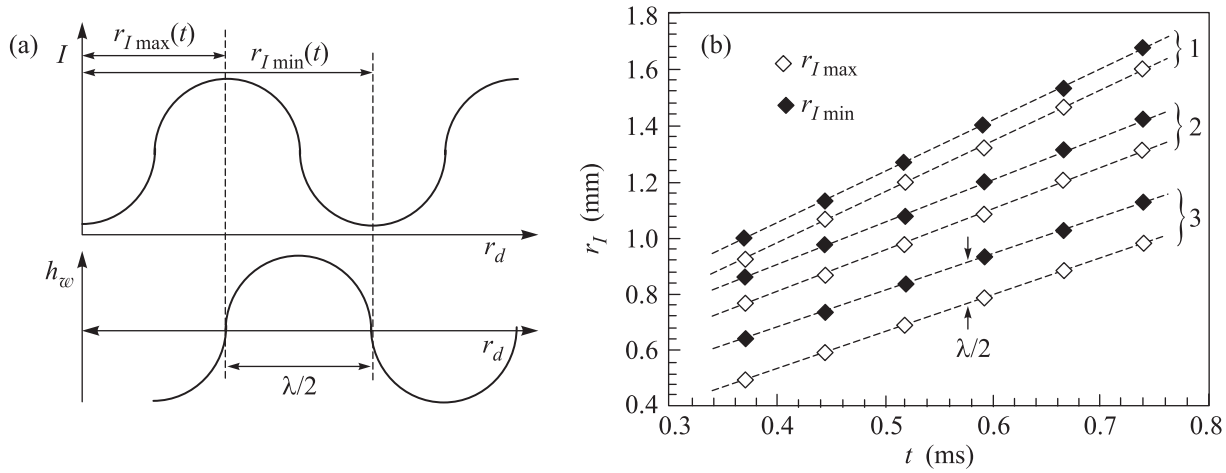 (a)
I
r_{I max}(t)
r_{I min}(t)
r_d
h_w
r_d
λ/2
(b)
r_I (mm)
1.8
1.6
1.4
1.2
1.0
0.8
0.6
0.4
r_{I max}
r_{I min}
1
2
3
λ/2
0.3 0.4 0.5 0.6 0.7 0.8
t (ms)